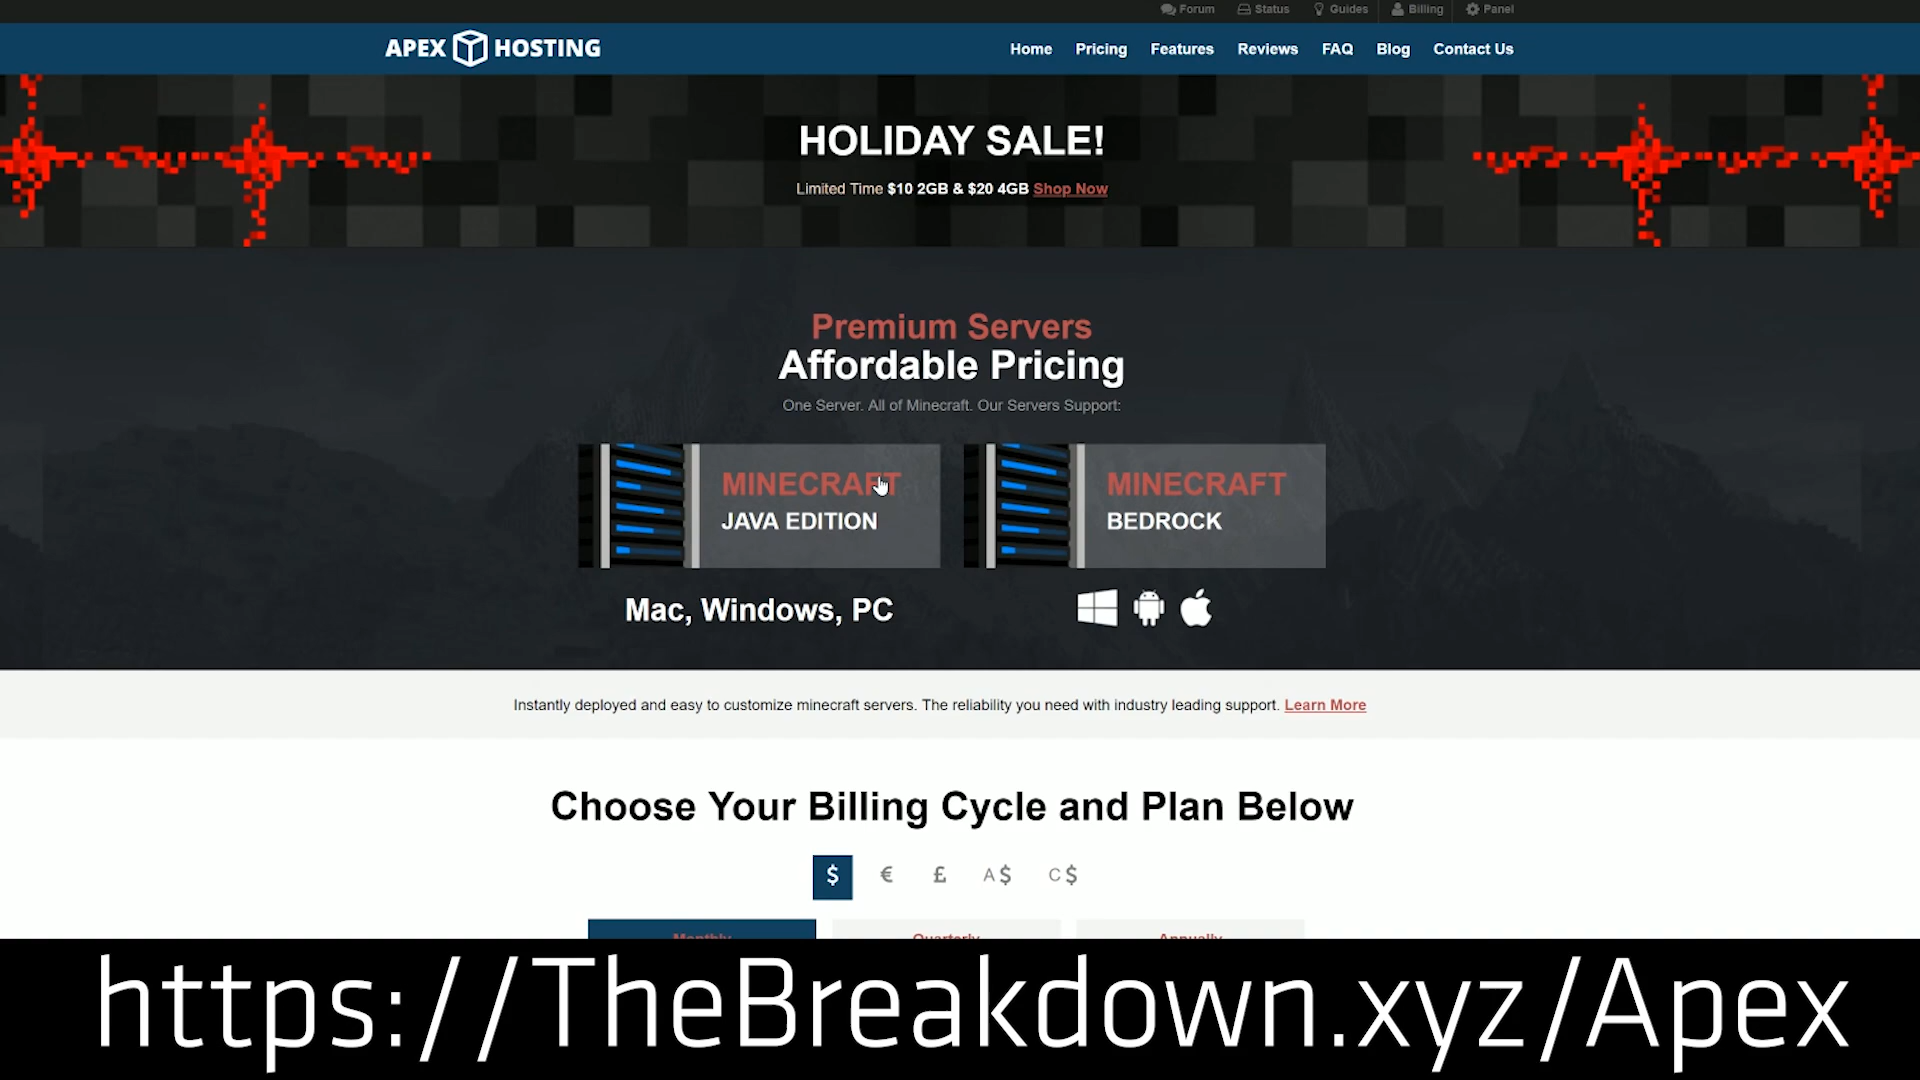 Forum Status Guides Billing Panel
APEX HOSTING
Home Pricing Features Reviews FAQ Blog Contact Us
HOLIDAY SALE!
Limited Time $10 2GB & $20 4GB Shop Now
Premium Servers
Affordable Pricing
One Server. All of Minecraft. Our Servers Support:
MINECRAFT
JAVA EDITION
MINECRAFT
BEDROCK
Mac, Windows, PC
Instantly deployed and easy to customize minecraft servers. The reliability you need with industry leading support. Learn More
Choose Your Billing Cycle and Plan Below
$ € £ A$ C$
Monthly Quarterly Annually
https://TheBreakdown.xyz/Apex